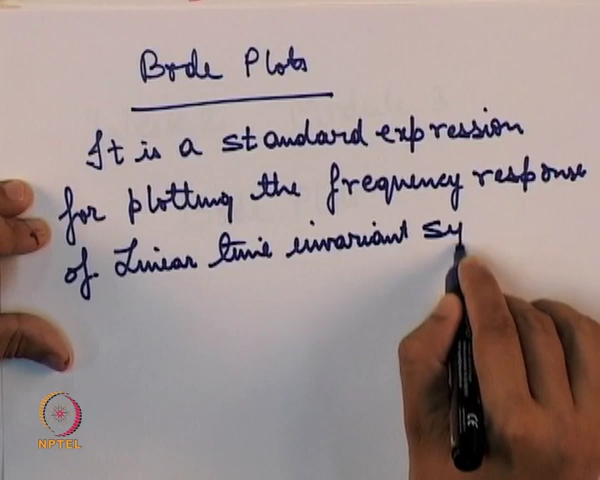 Bode Plots
It is a standard expression
for plotting the frequency response
of Linear time invariant sy
NPTEL